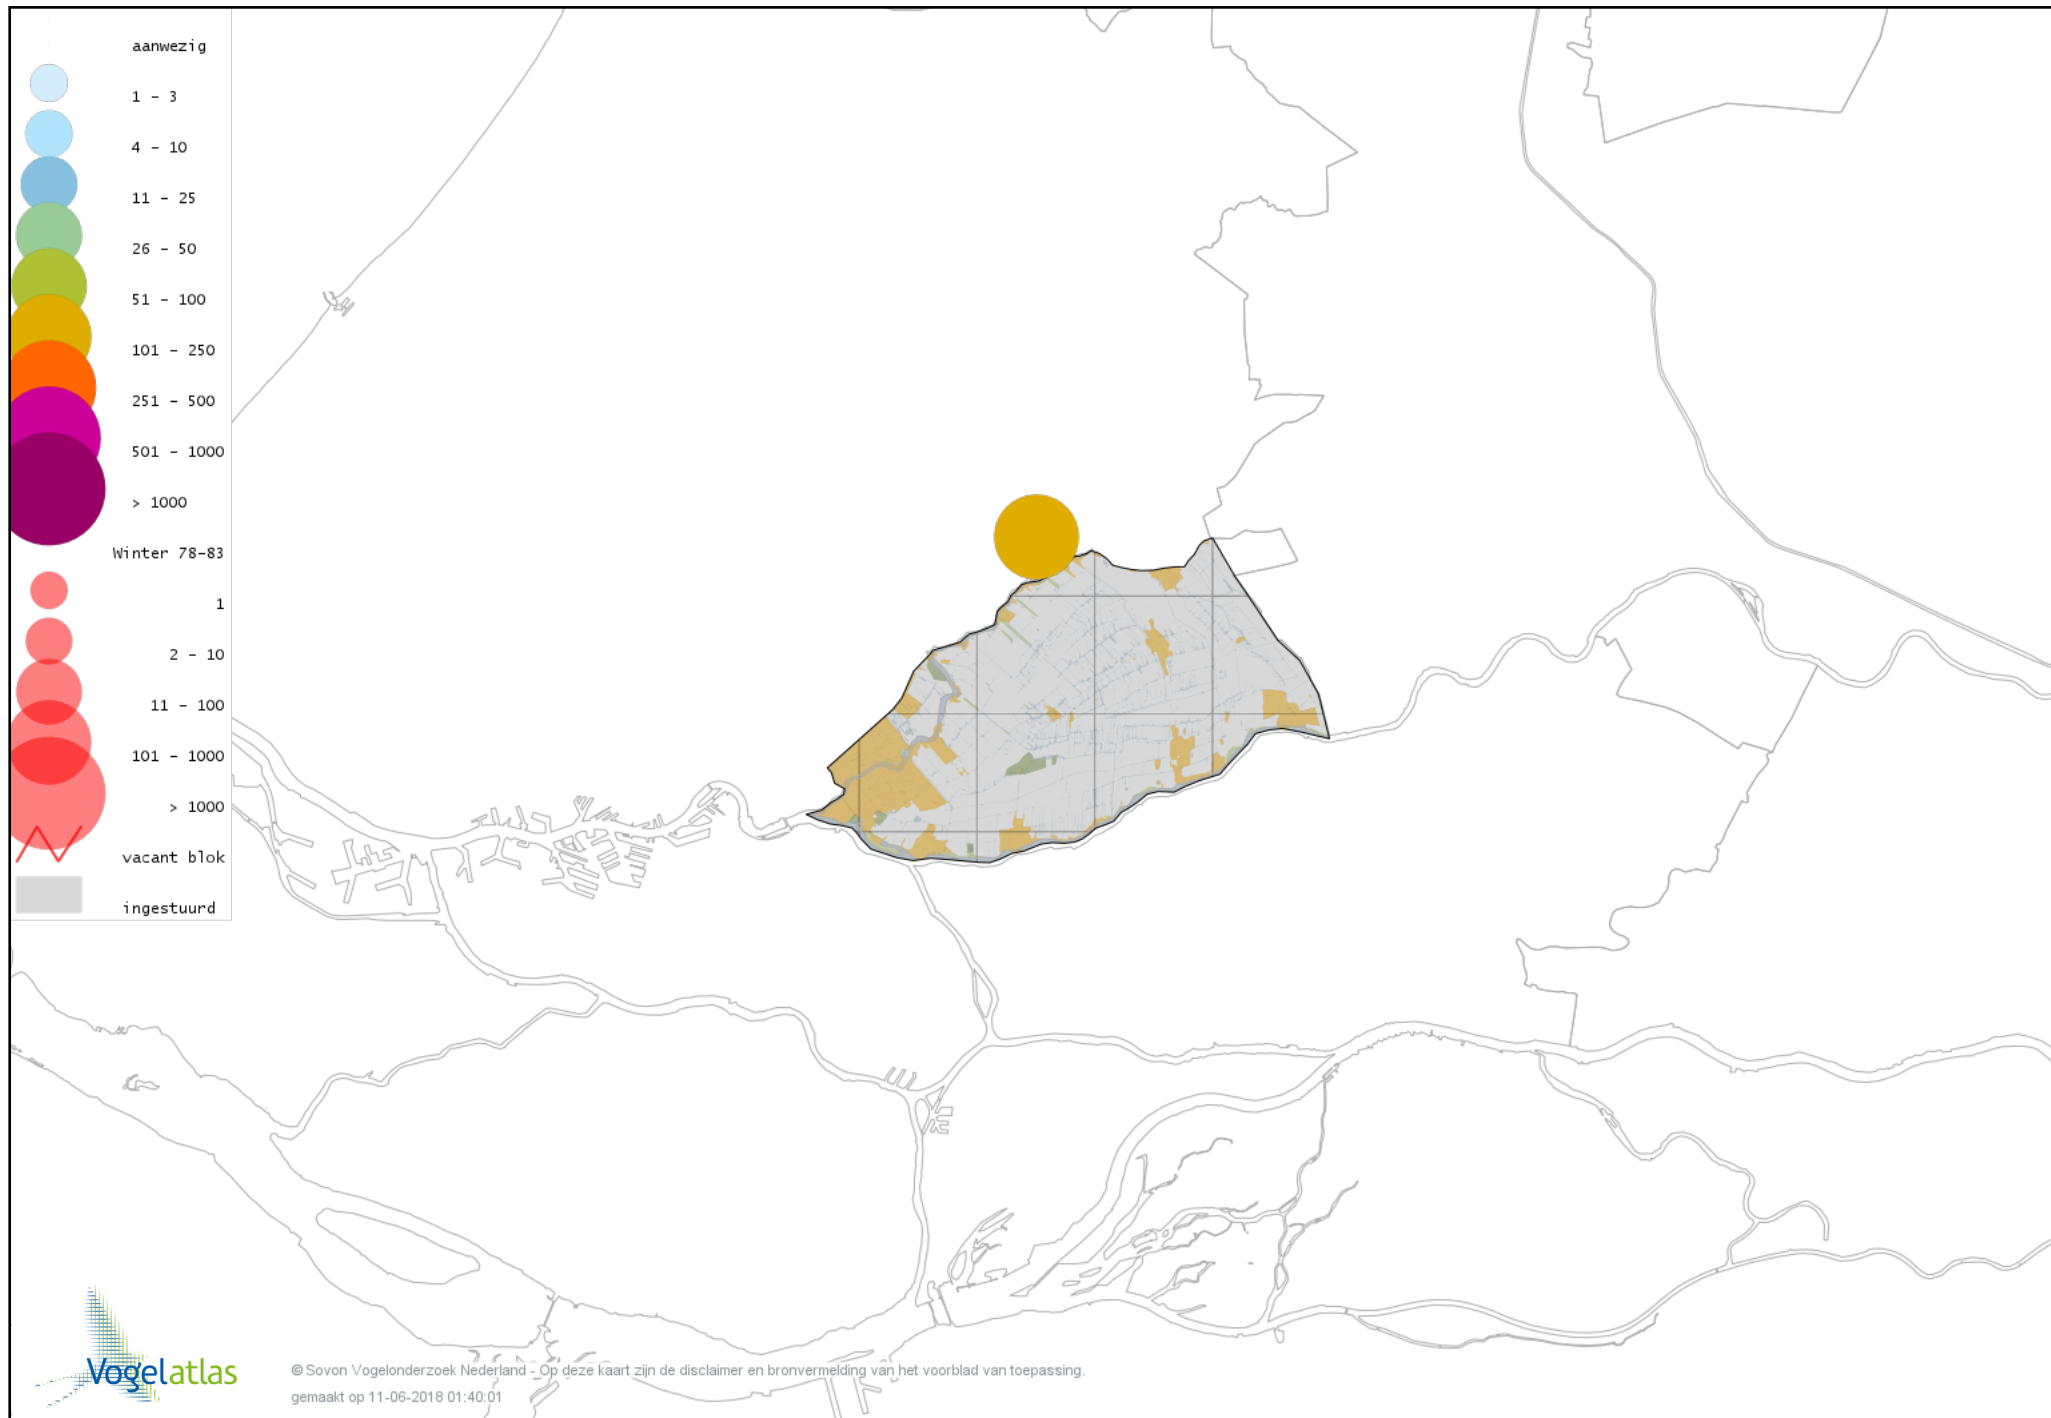 aanwezig
1 - 3
4 - 10
11 - 25
26 - 50
51 - 100
101 - 250
251 - 500
501 - 1000
> 1000
Winter 78-83
1
2 - 10
11 - 100
101 - 1000
> 1000
vacant blok
ingestuurd
Vogelatlas
© Sovon Vogelonderzoek Nederland - Op deze kaart zijn de disclaimer en bronvermelding van het voorblad van toepassing.
gemaakt op 11-06-2018 01:40:01